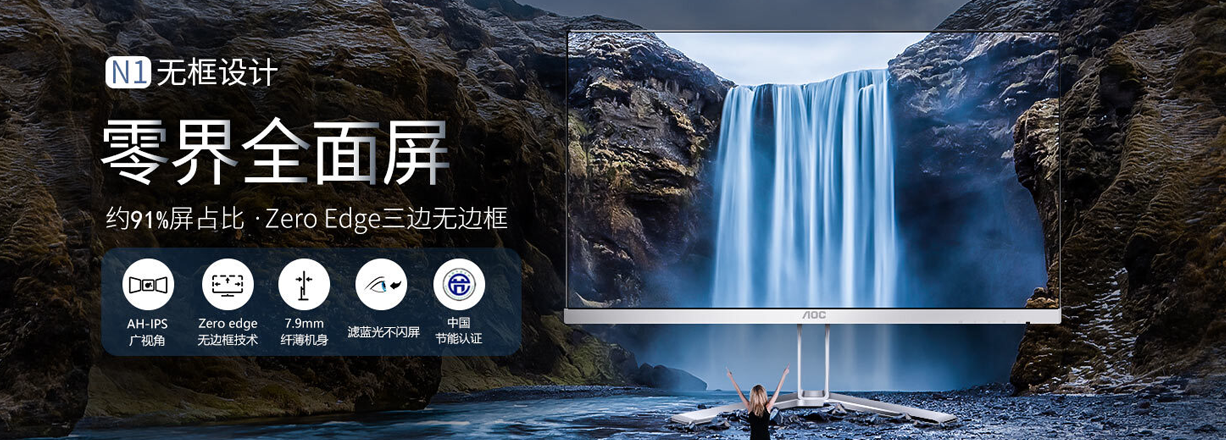 N1 无框设计
零界全面屏
约91%屏占比 · Zero Edge三边无边框
AH-IPS
广视角
Zero edge
无边框技术
7.9mm
纤薄机身
滤蓝光不闪屏
中国
节能认证
AOC